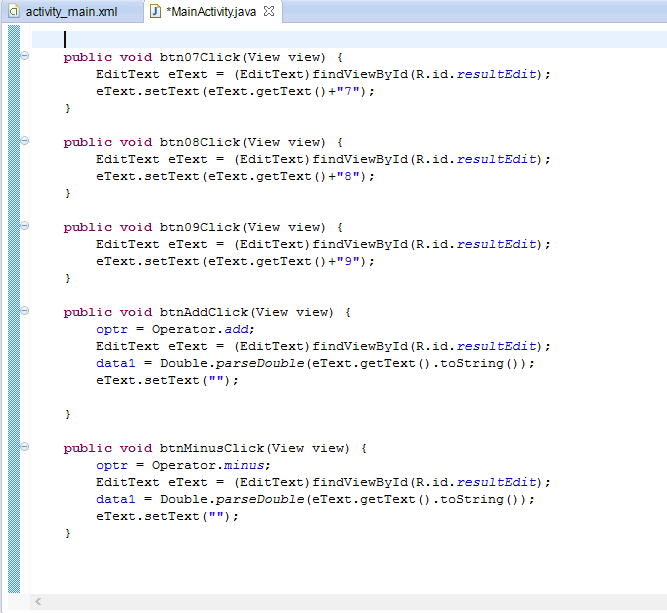 activity_main.xml *MainActivity.java
public void btn07Click(View view) {
EditText eText = (EditText)findViewById(R.id.resultEdit);
eText.setText(eText.getText()+"7");
}
public void btn08Click(View view) {
EditText eText = (EditText)findViewById(R.id.resultEdit);
eText.setText(eText.getText()+"8");
}
public void btn09Click(View view) {
EditText eText = (EditText)findViewById(R.id.resultEdit);
eText.setText(eText.getText()+"9");
}
public void btnAddClick(View view) {
optr = Operator.add;
EditText eText = (EditText)findViewById(R.id.resultEdit);
data1 = Double.parseDouble(eText.getText().toString());
eText.setText("");
}
public void btnMinusClick(View view) {
optr = Operator.minus;
EditText eText = (EditText)findViewById(R.id.resultEdit);
data1 = Double.parseDouble(eText.getText().toString());
eText.setText("");
}